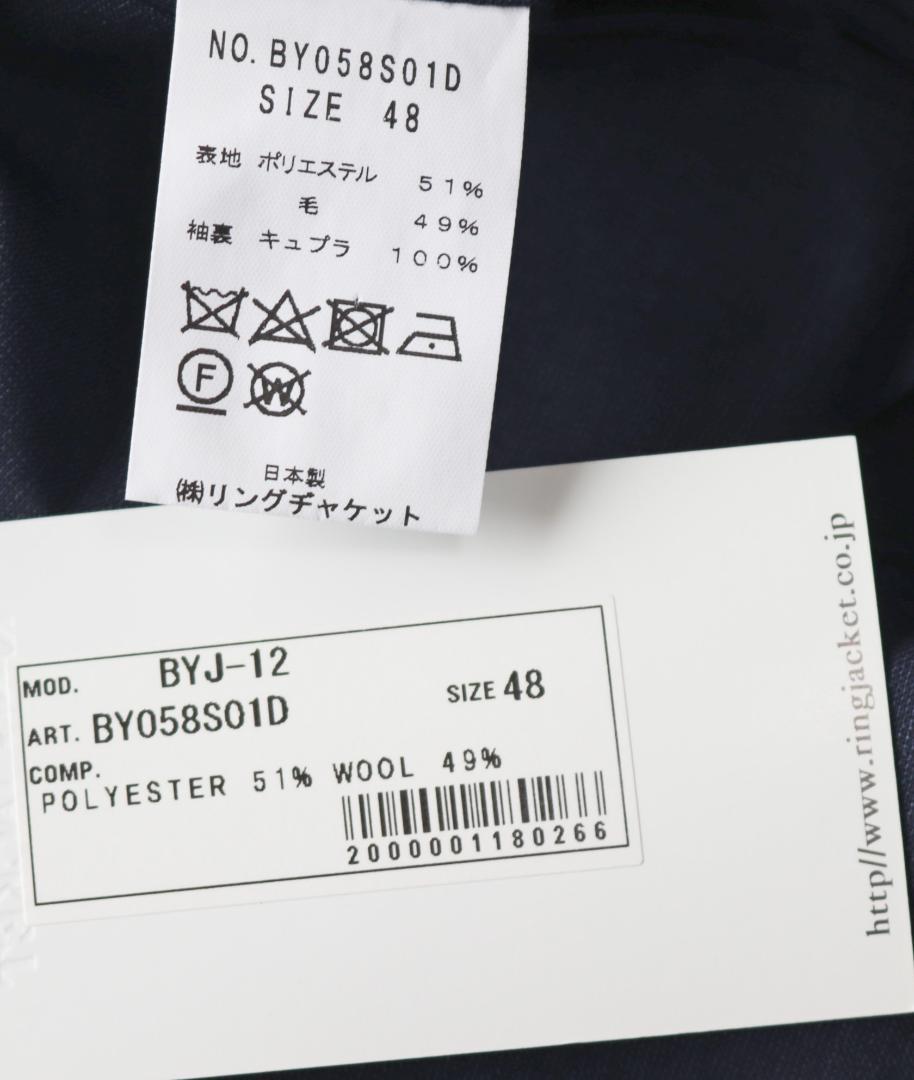 NO. BY058S01D
SIZE 48
表地 ポリエステル 51%
毛 49%
袖裏 キュプラ 100%
F W
日本製
㈱リングヂャケット
MOD. BYJ-12
SIZE 48
ART. BY058S01D
COMP.
POLYESTER 51% WOOL 49%
2000001180266
http//www.ringjacket.co.jp